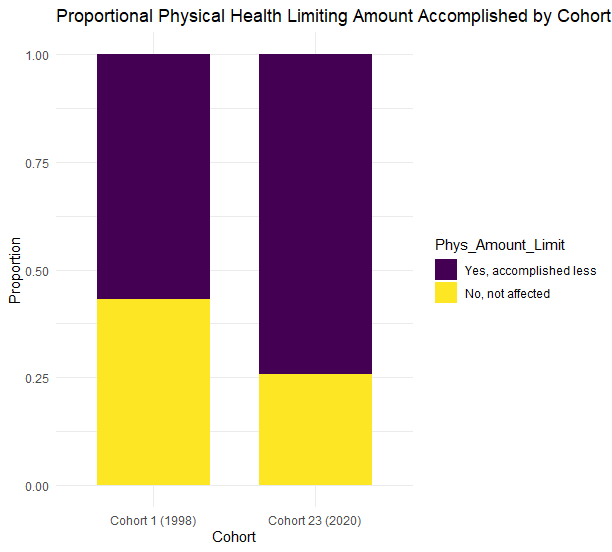 Proportional Physical Health Limiting Amount Accomplished by Cohort
1.00
0.75
0.50
0.25
0.00
Proportion
Cohort 1 (1998)
Cohort 23 (2020)
Cohort
Phys_Amount_Limit
Yes, accomplished less
No, not affected